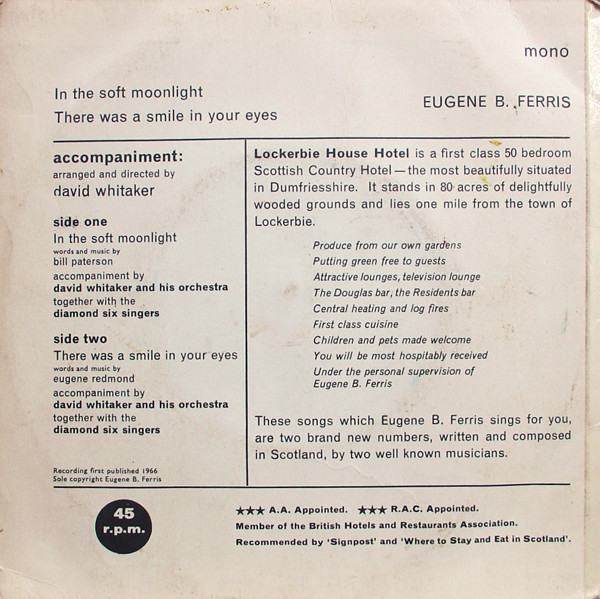 mono
In the soft moonlight
There was a smile in your eyes
EUGENE B. FERRIS
accompaniment:
arranged and directed by
david whitaker
side one
In the soft moonlight
words and music by
bill paterson
accompaniment by
david whitaker and his orchestra
together with the
diamond six singers
side two
There was a smile in your eyes
words and music by
eugene redmond
accompaniment by
david whitaker and his orchestra
together with the
diamond six singers
Recording first published 1966
Sole copyright Eugene B. Ferris
Lockerbie House Hotel is a first class 50 bedroom
Scottish Country Hotel—the most beautifully situated
in Dumfriesshire. It stands in 80 acres of delightfully
wooded grounds and lies one mile from the town of
Lockerbie.
Produce from our own gardens
Putting green free to guests
Attractive lounges, television lounge
The Douglas bar, the Residents bar
Central heating and log fires
First class cuisine
Children and pets made welcome
You will be most hospitably received
Under the personal supervision of
Eugene B. Ferris
These songs which Eugene B. Ferris sings for you,
are two brand new numbers, written and composed
in Scotland, by two well known musicians.
45
r.p.m.
★★★ A.A. Appointed. ★★★ R.A.C. Appointed.
Member of the British Hotels and Restaurants Association.
Recommended by 'Signpost' and 'Where to Stay and Eat in Scotland'.